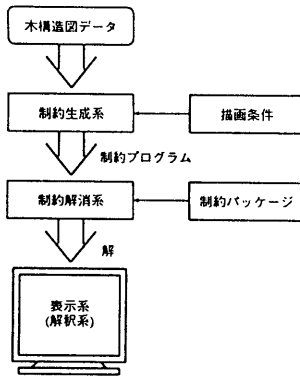 木構造図データ
制約生成系
描画条件
制約プログラム
制約解消系
制約パッケージ
解
表示系
(解釈系)